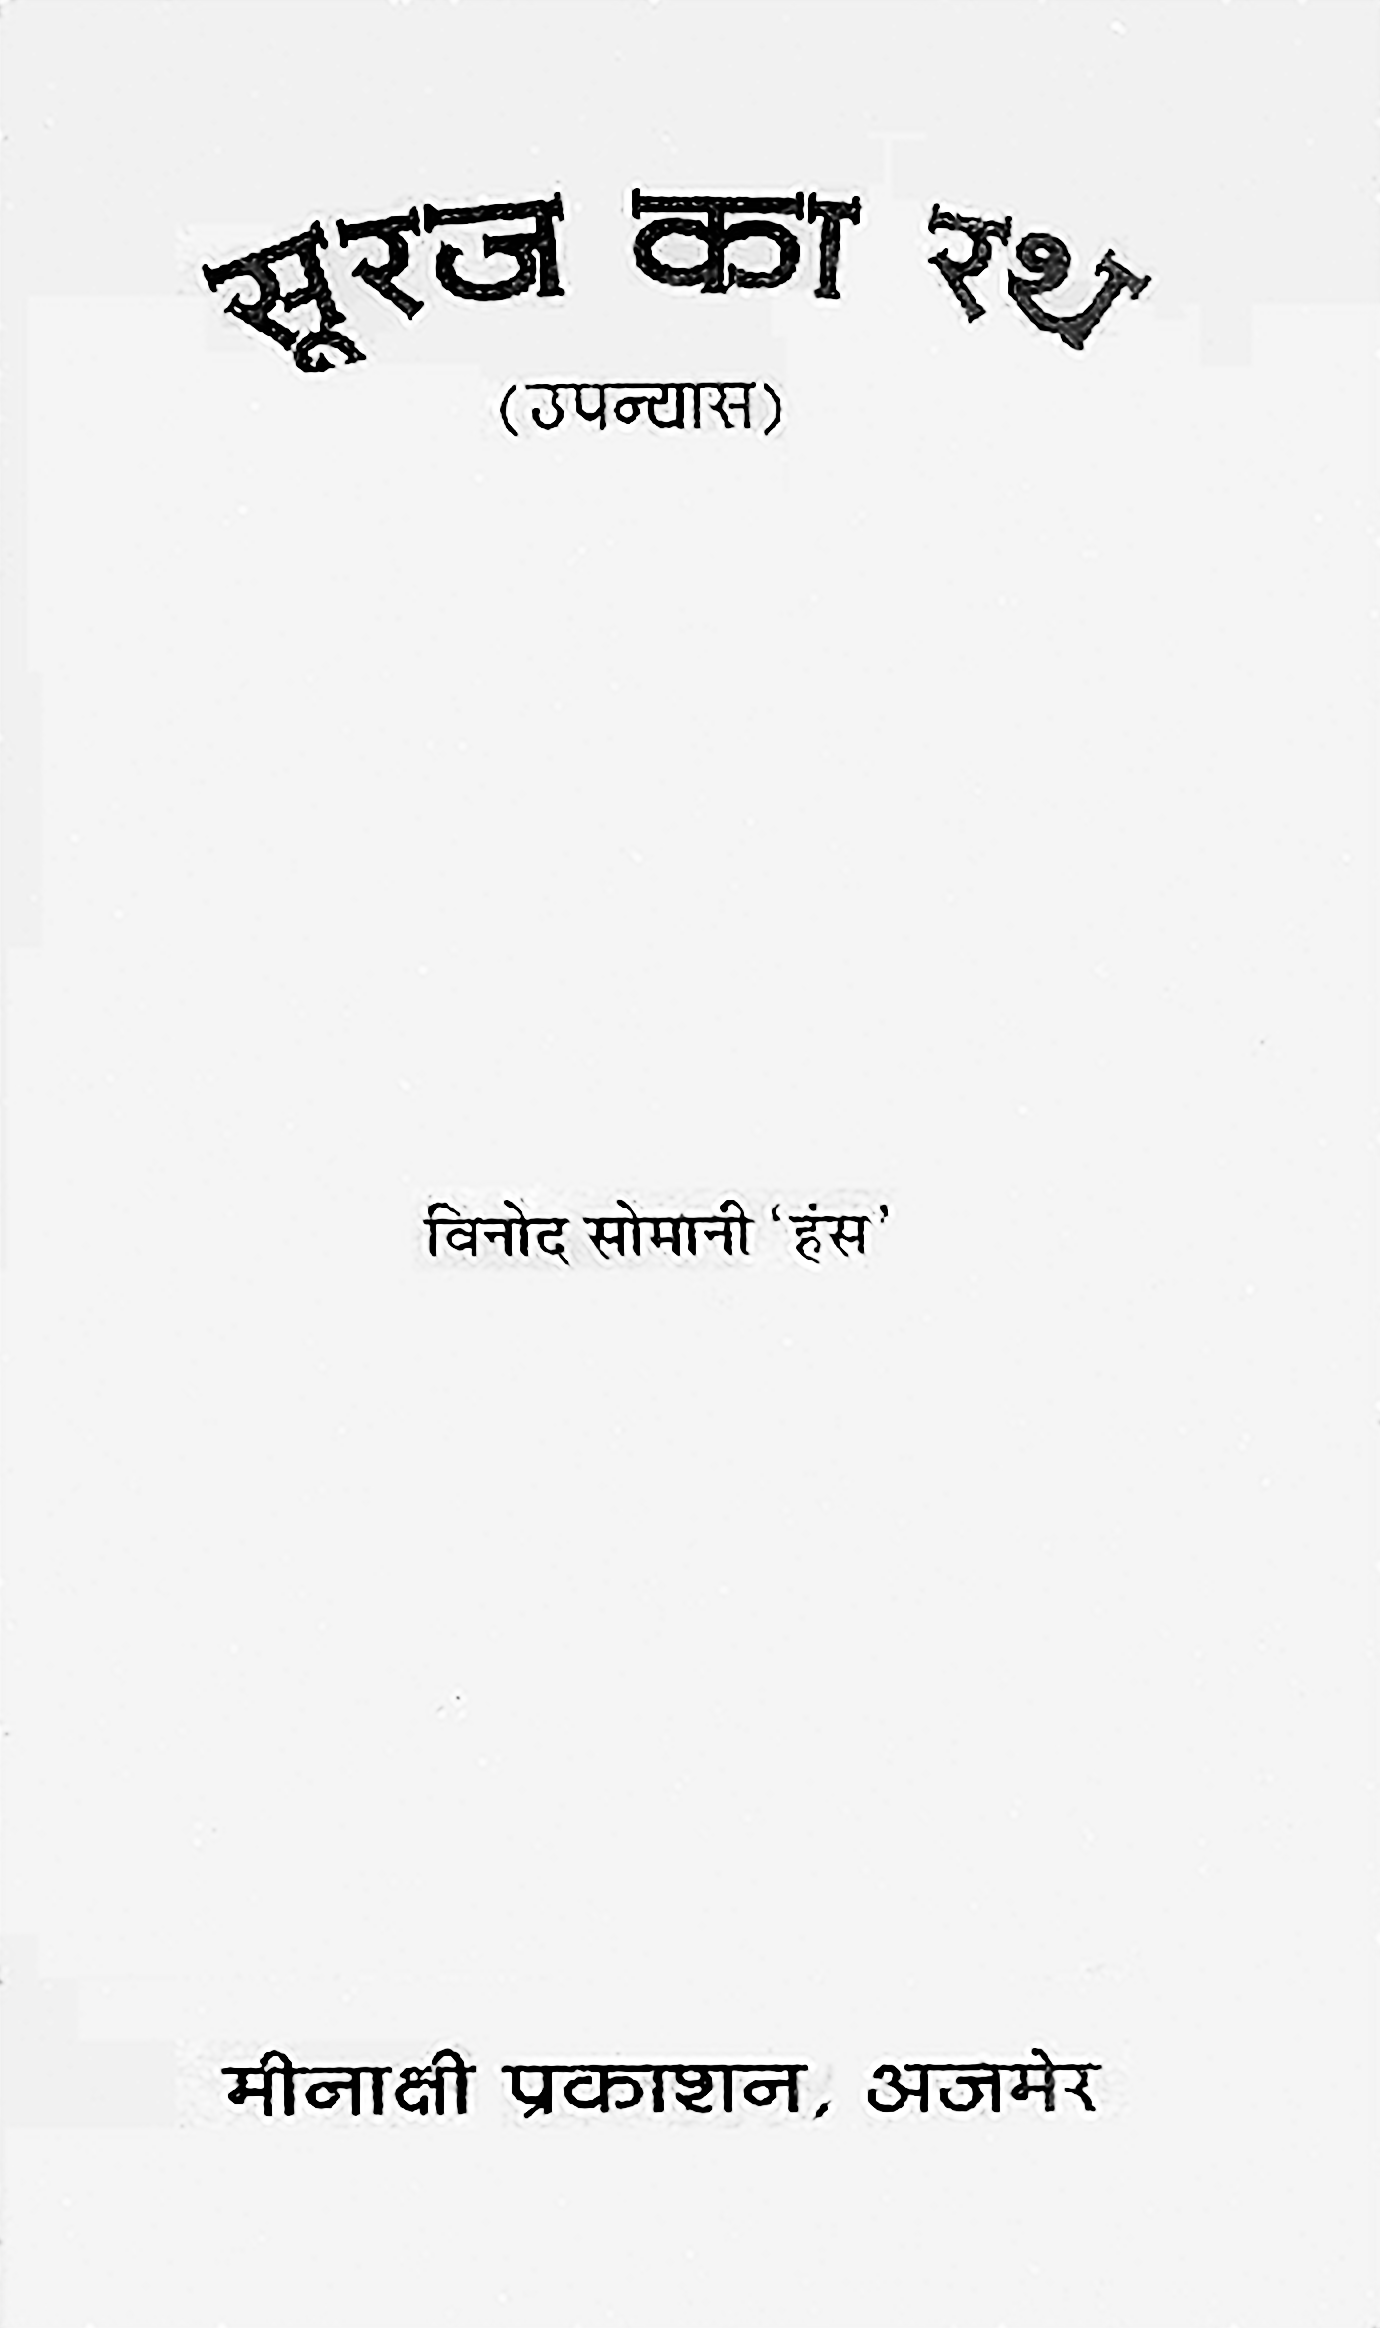 सूरज का रथ
(उपन्यास)
विनोद सोमानी ‘हंस’
मीनाक्षी प्रकाशन, अजमेर